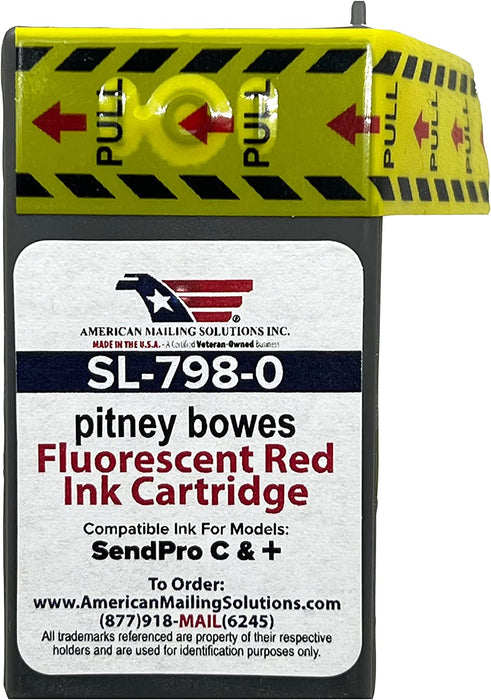 PULL PULL PULL PULL PULL PULL
AMERICAN MAILING SOLUTIONS INC.
MADE IN THE U.S.A. - A Certified Veteran-Owned Business
SL-798-0
pitney bowes
Fluorescent Red
Ink Cartridge
Compatible Ink For Models:
SendPro C & +
To Order:
www.AmericanMailingSolutions.com
(877)918-MAIL(6245)
All trademarks referenced are property of their respective
holders and are used for identification purposes only.